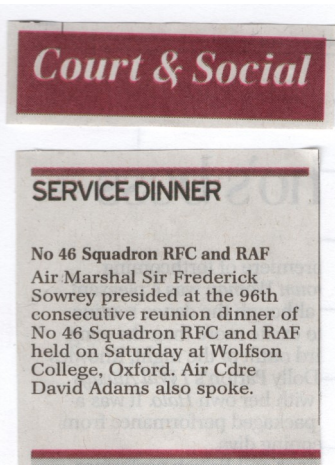 Court & Social
SERVICE DINNER
No 46 Squadron RFC and RAF
Air Marshal Sir Frederick
Sowrey presided at the 96th
consecutive reunion dinner of
No 46 Squadron RFC and RAF
held on Saturday at Wolfson
College, Oxford. Air Cdre
David Adams also spoke.